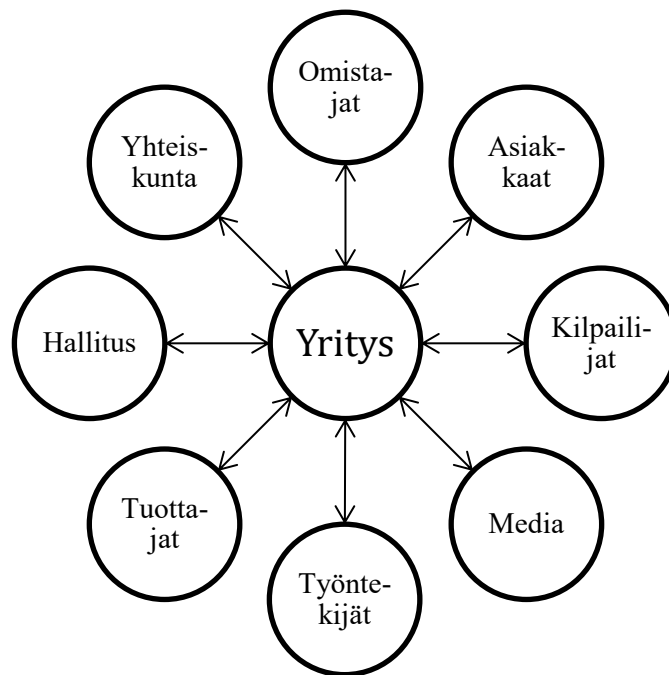 Omista-
jat
Yhteis-
kunta
Asiak-
kaat
Hallitus
Yritys
Kilpaili-
jat
Tuotta-
jat
Media
Työnte-
kijät